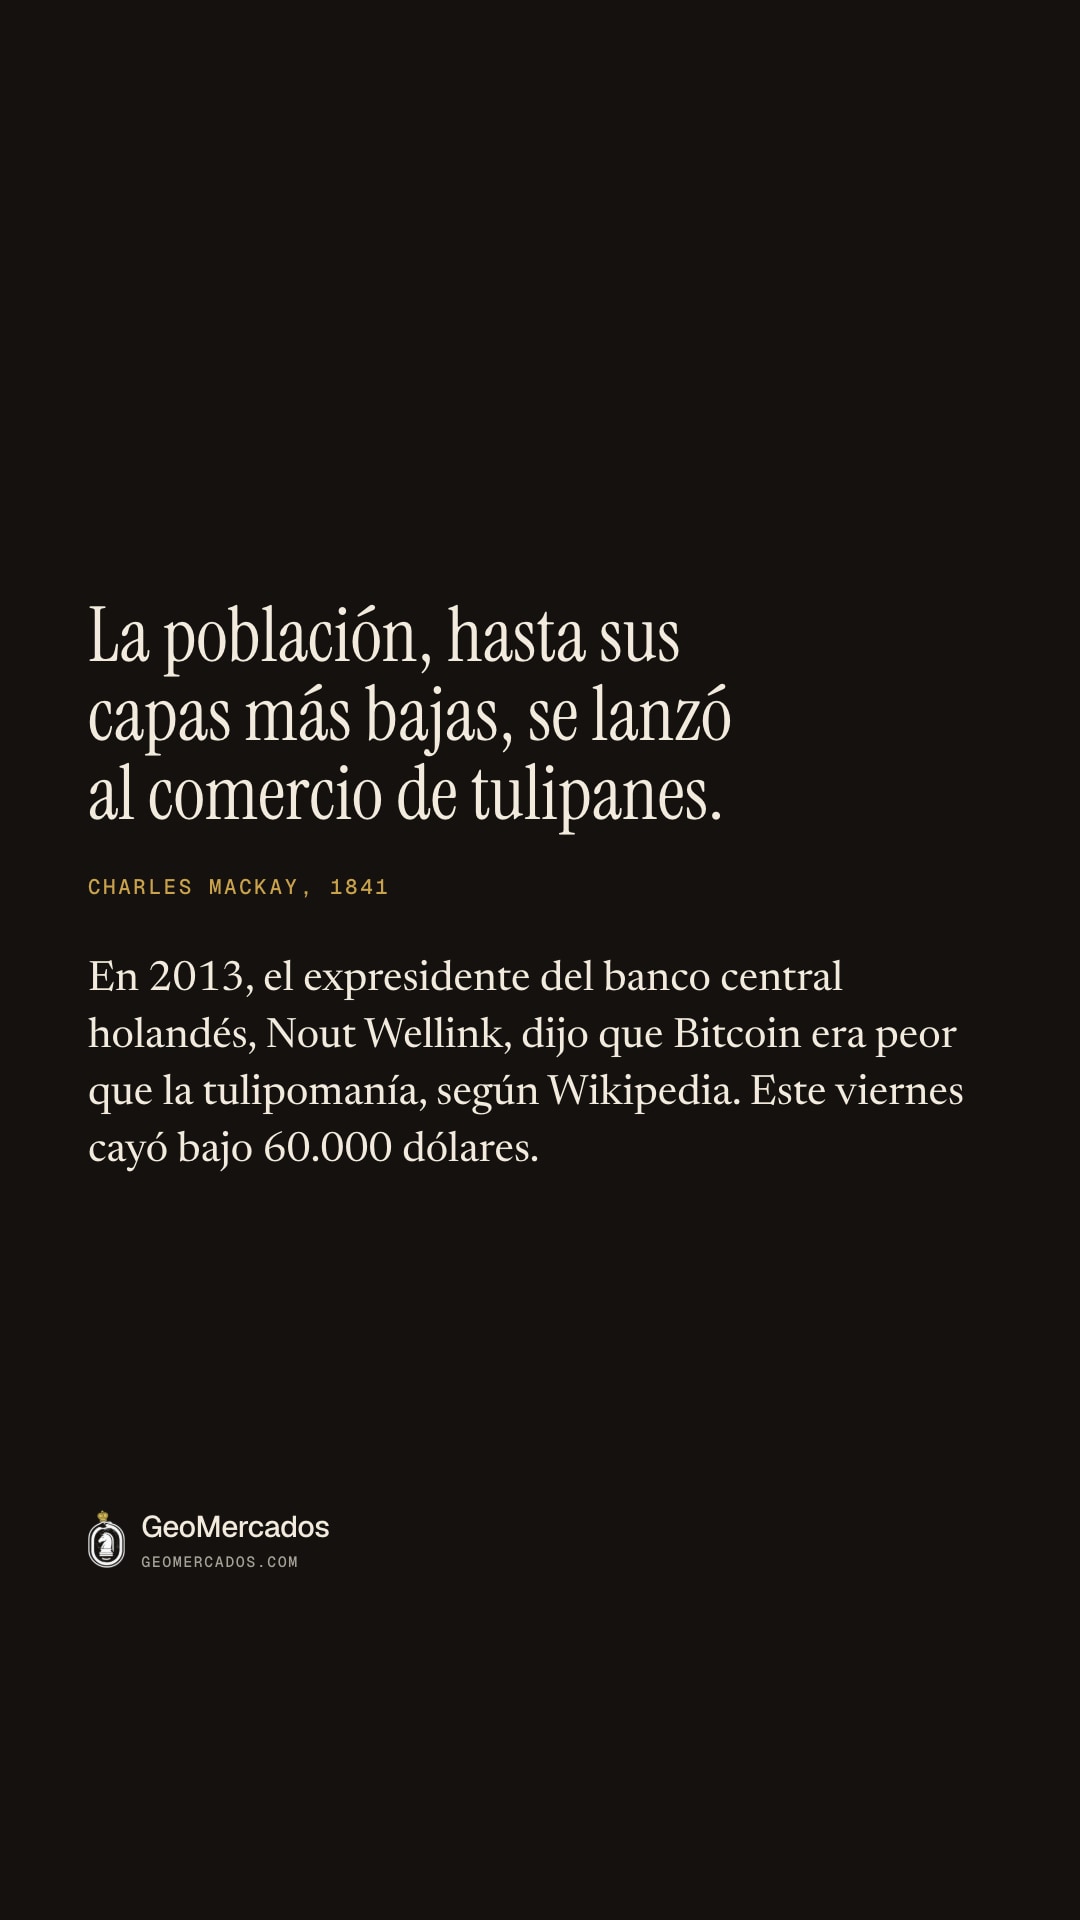 La población, hasta sus
capas más bajas, se lanzó
al comercio de tulipanes.
CHARLES MACKAY, 1841
En 2013, el expresidente del banco central
holandés, Nout Wellink, dijo que Bitcoin era peor
que la tulipomanía, según Wikipedia. Este viernes
cayó bajo 60.000 dólares.
GeoMercados
GEOMERCADOS.COM